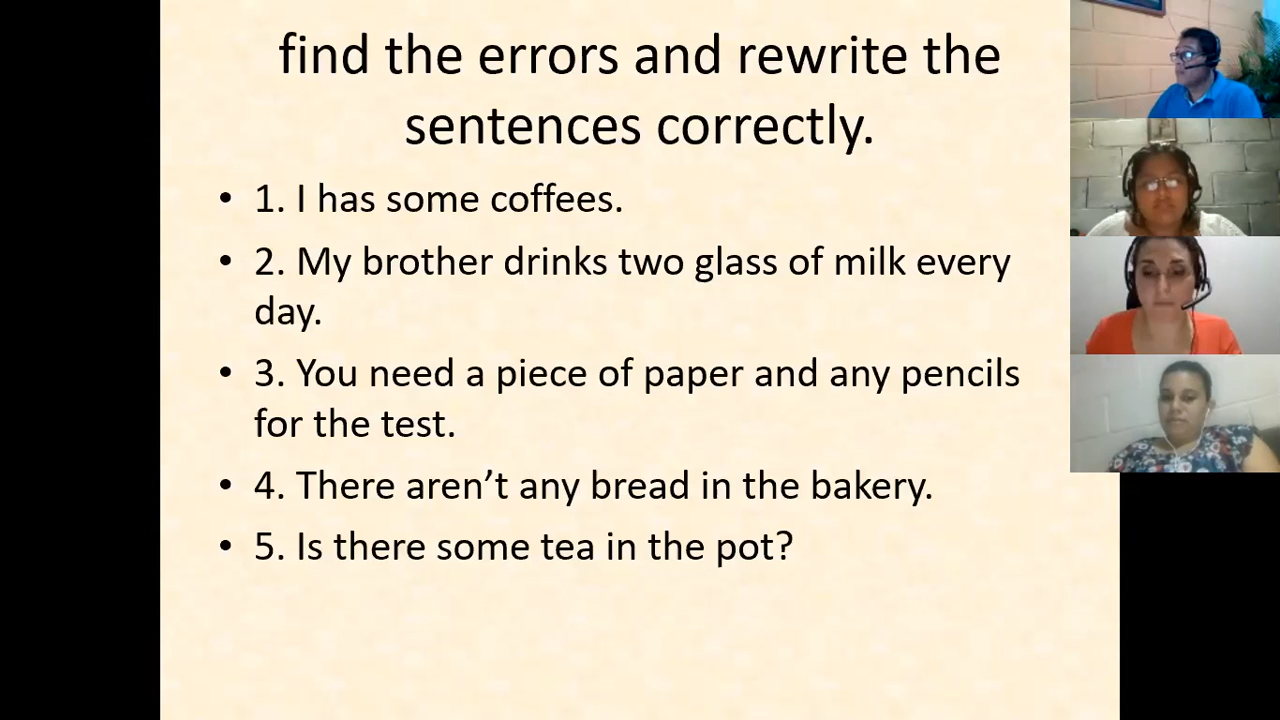 find the errors and rewrite the
sentences correctly.
• 1. I has some coffees.
• 2. My brother drinks two glass of milk every
day.
• 3. You need a piece of paper and any pencils
for the test.
• 4. There aren’t any bread in the bakery.
• 5. Is there some tea in the pot?